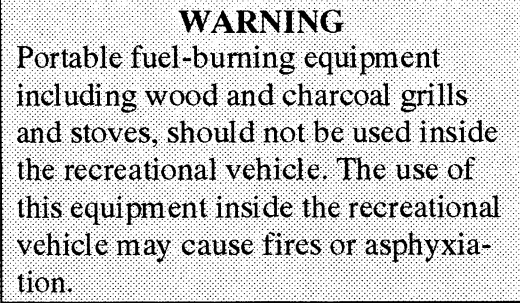 WARNING
Portable fuel-burning equipment
including wood and charcoal grills
and stoves, should not be used inside
the recreational vehicle. The use of
this equipment inside the recreational
vehicle may cause fires or asphyxia-
tion.